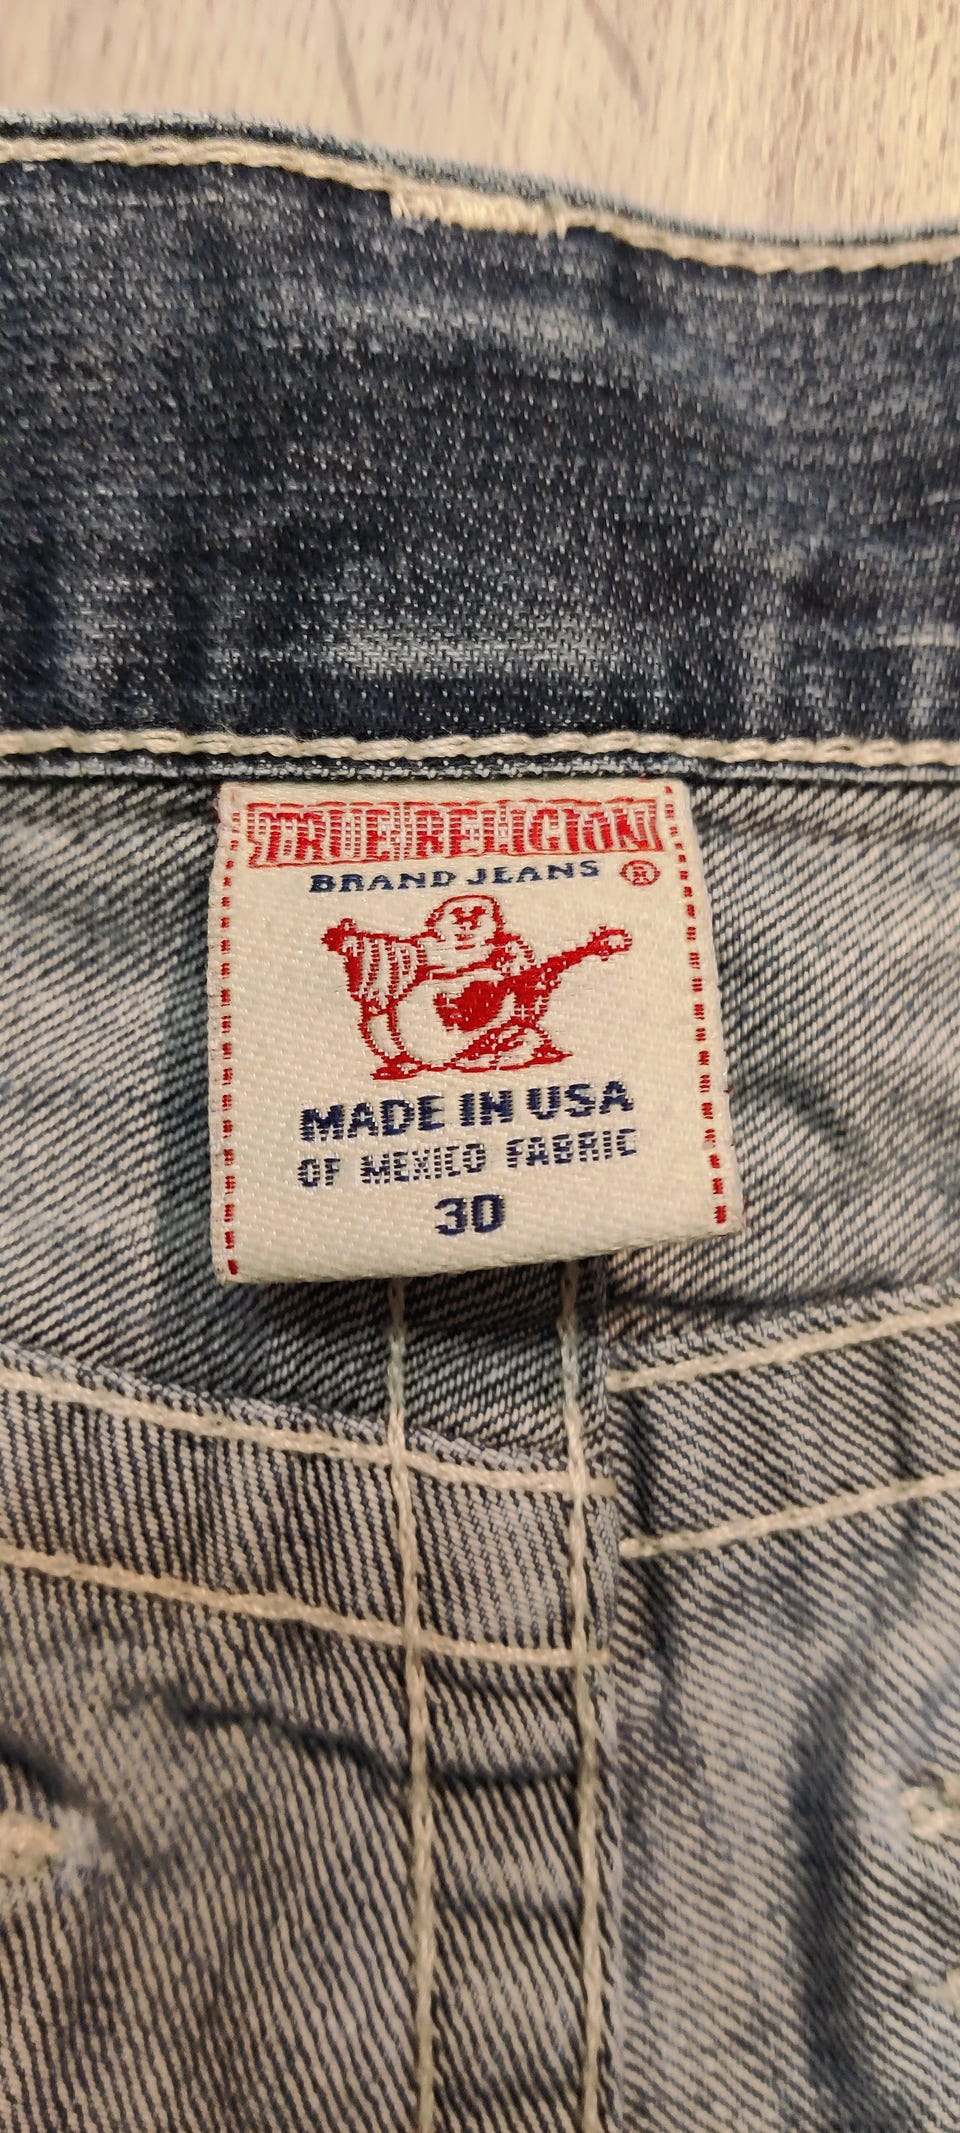 TRUE RELIGION
BRAND JEANS ®
MADE IN USA
OF MEXICO FABRIC
30